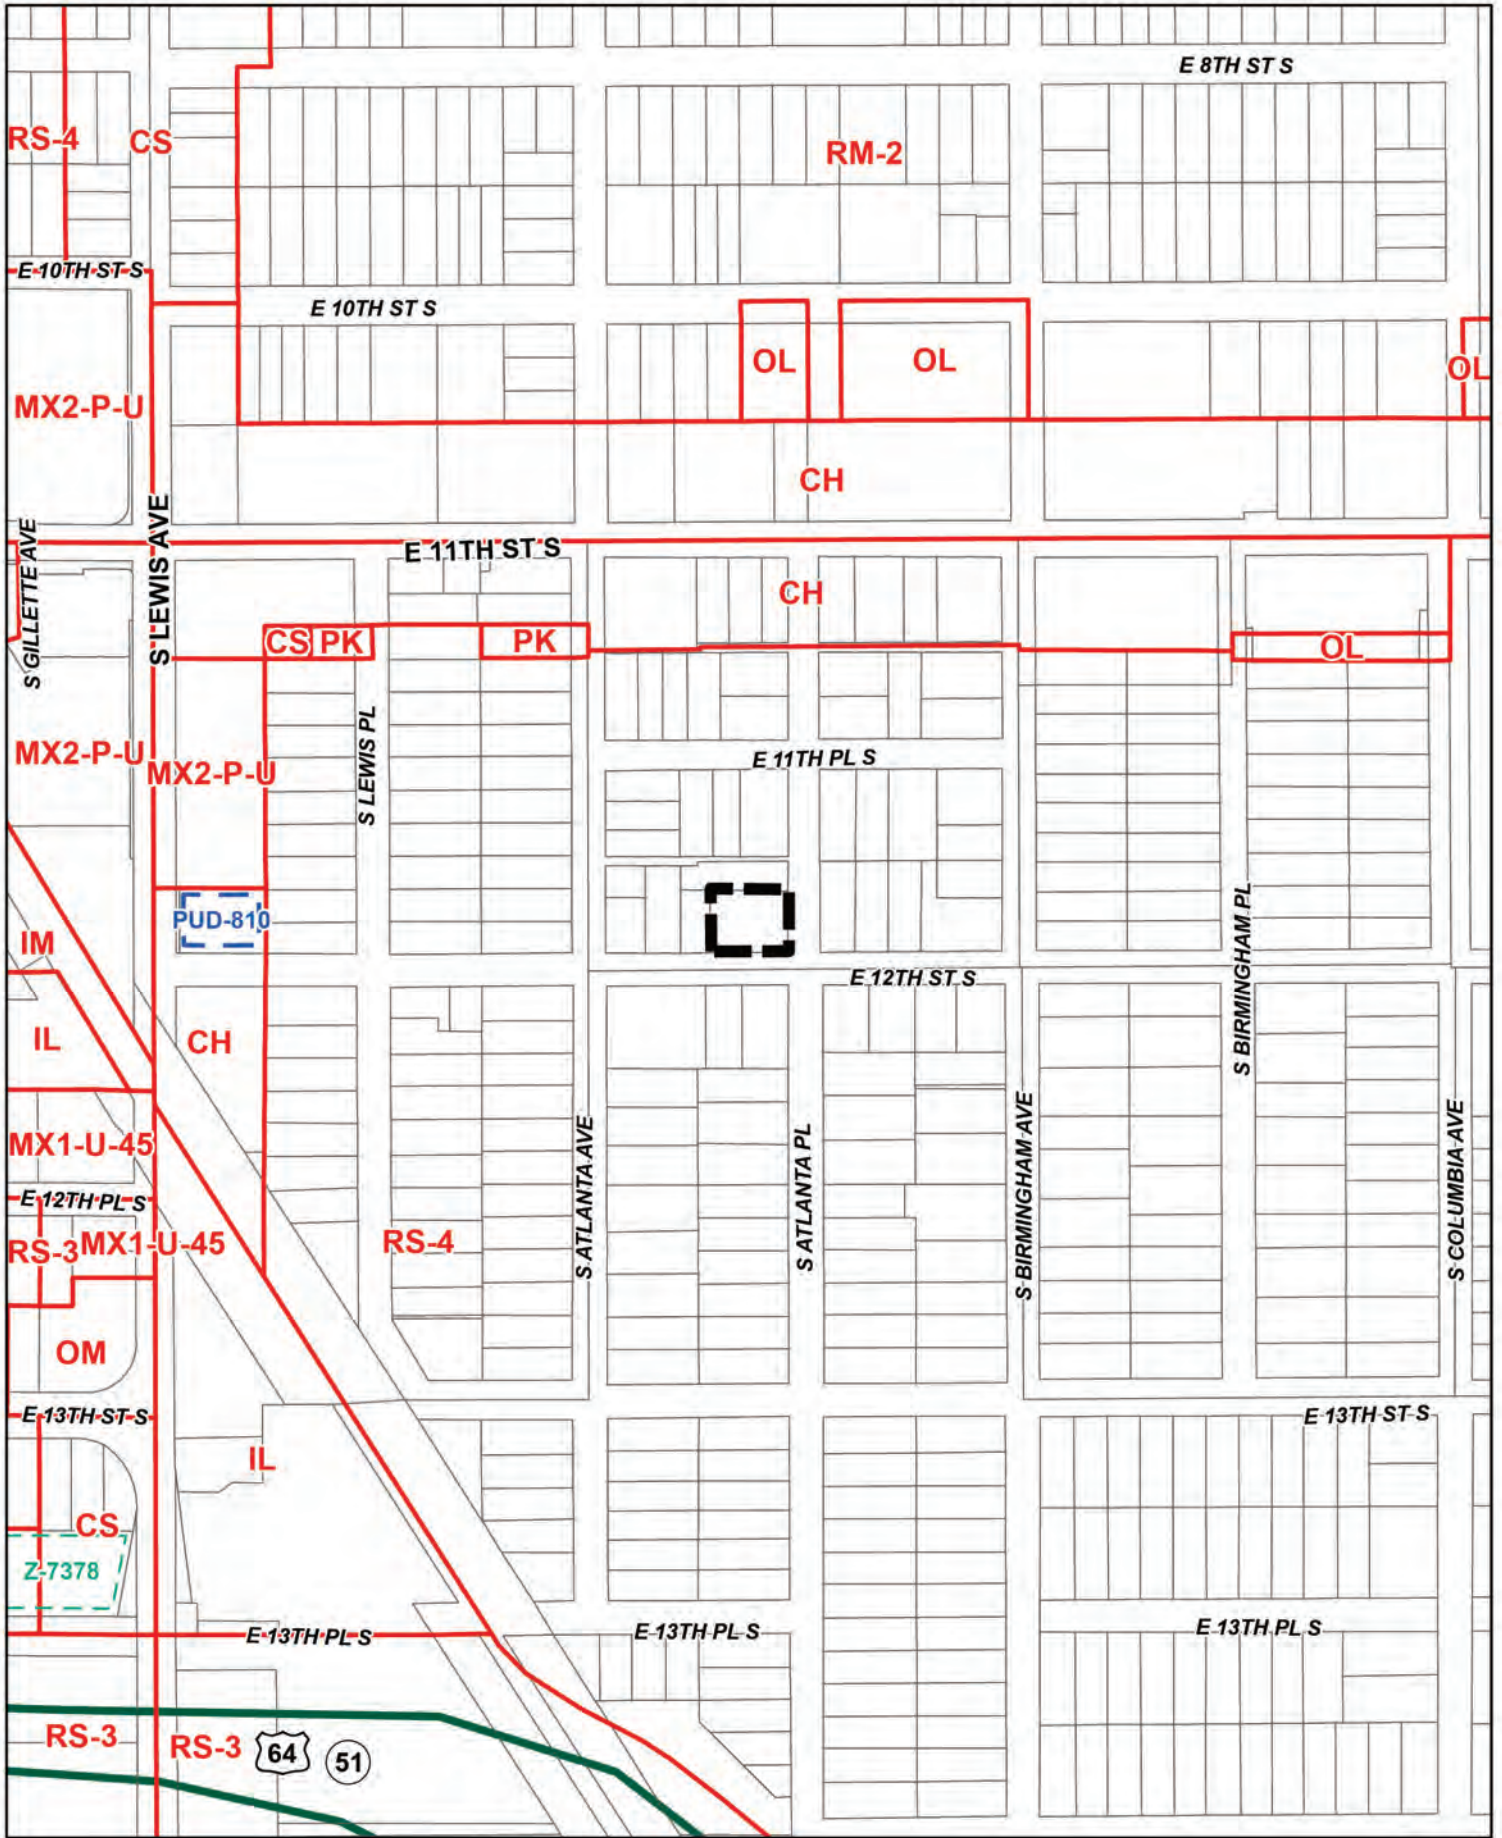 E 8TH ST S
RS-4
CS
RM-2
E 10TH ST S
E 10TH ST S
OL
OL
OL
MX2-P-U
CH
S GILLETTE AVE
S LEWIS AVE
E 11TH ST S
CH
CS
PK
PK
OL
MX2-P-U
MX2-P-U
S LEWIS PL
E 11TH PL S
PUD-810
IM
E 12TH ST S
S BIRMINGHAM PL
IL
CH
MX1-U-45
S ATLANTA AVE
S ATLANTA PL
S BIRMINGHAM AVE
S COLUMBIA AVE
E 12TH PL S
RS-3
MX1-U-45
RS-4
OM
E 13TH ST S
E 13TH ST S
IL
CS
Z-7378
E 13TH PL S
E 13TH PL S
E 13TH PL S
RS-3
RS-3
64
51